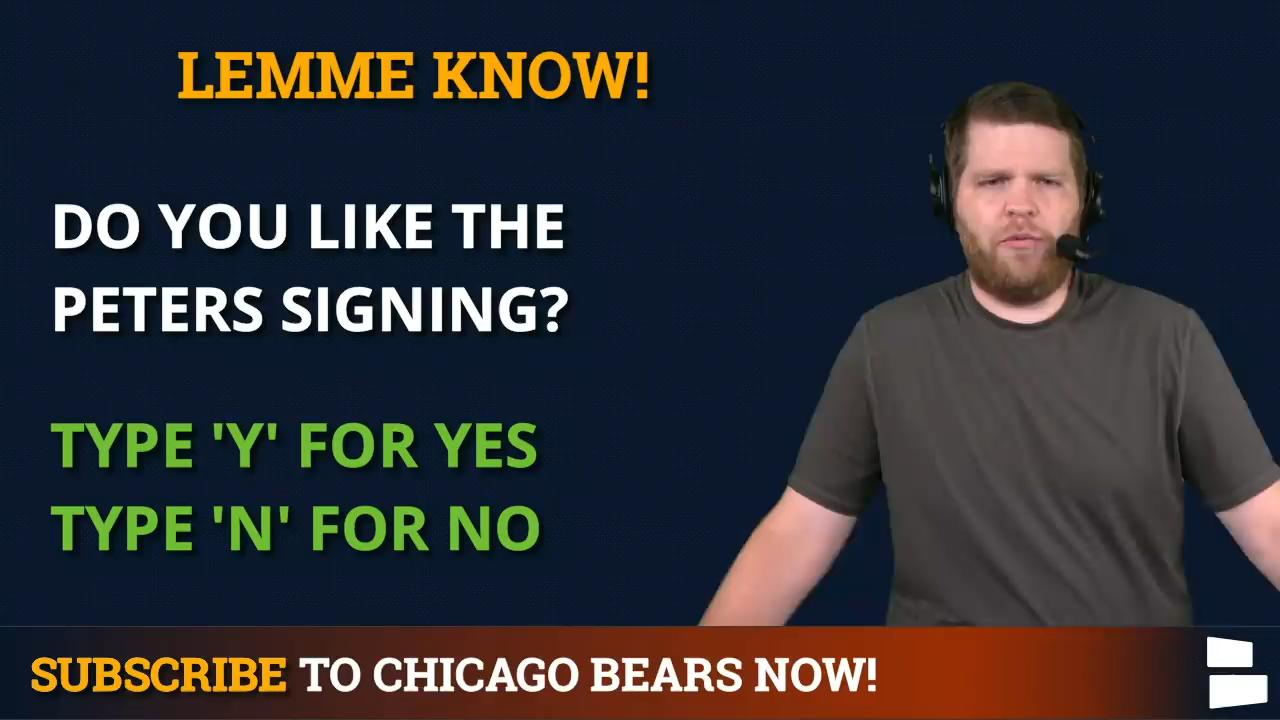 LEMME KNOW!
DO YOU LIKE THE
PETERS SIGNING?
TYPE 'Y' FOR YES
TYPE 'N' FOR NO
SUBSCRIBE TO CHICAGO BEARS NOW!